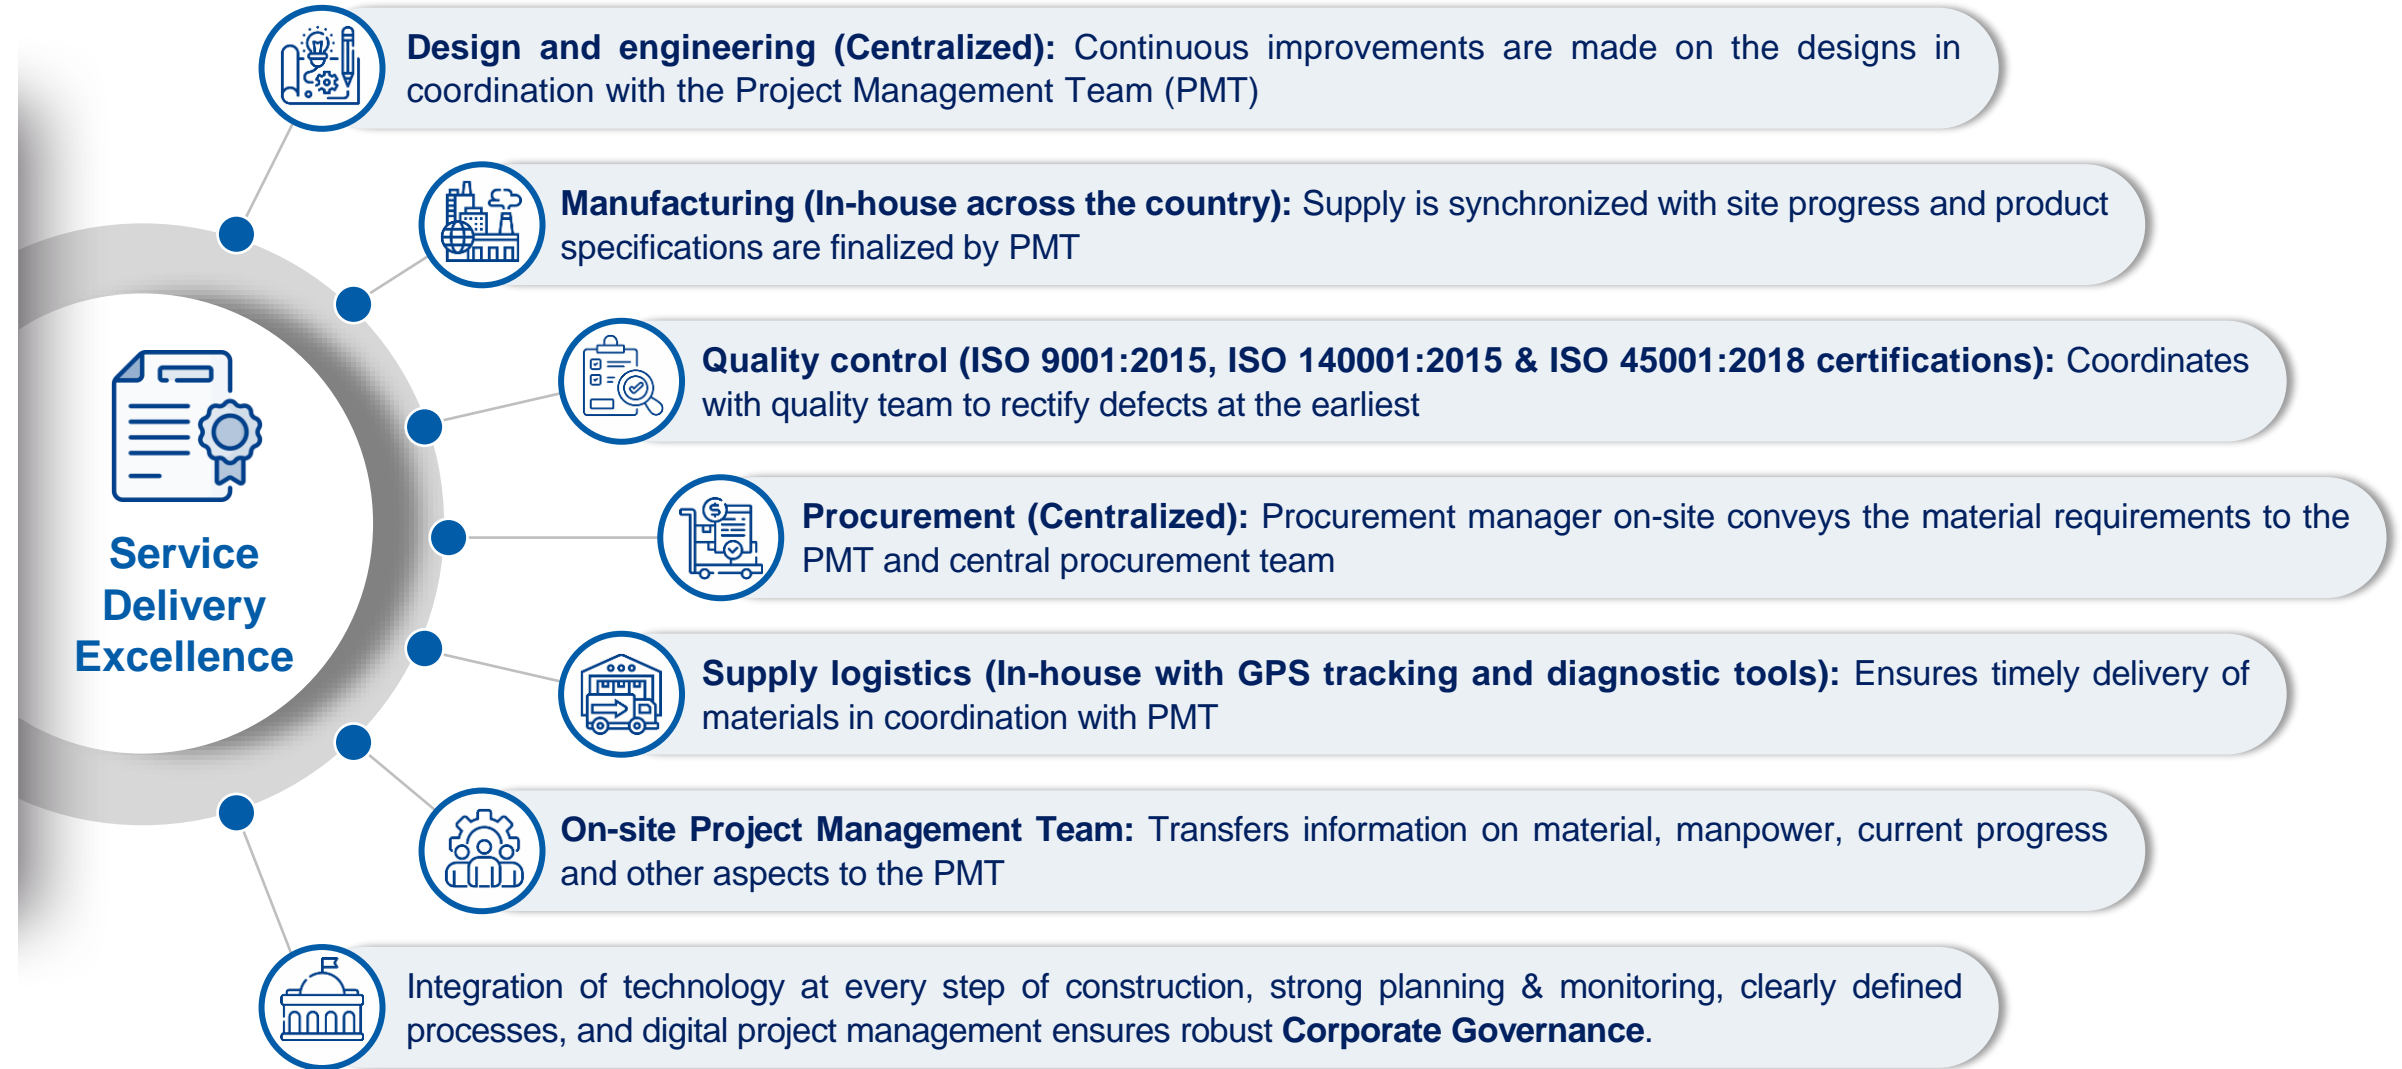 Design and engineering (Centralized): Continuous improvements are made on the designs in
coordination with the Project Management Team (PMT)
Manufacturing (In-house across the country): Supply is synchronized with site progress and product
specifications are finalized by PMT
Quality control (ISO 9001:2015, ISO 140001:2015 & ISO 45001:2018 certifications): Coordinates
with quality team to rectify defects at the earliest
Service
Delivery
Excellence
Procurement (Centralized): Procurement manager on-site conveys the material requirements to the
PMT and central procurement team
Supply logistics (In-house with GPS tracking and diagnostic tools): Ensures timely delivery of
materials in coordination with PMT
On-site Project Management Team: Transfers information on material, manpower, current progress
and other aspects to the PMT
Integration of technology at every step of construction, strong planning & monitoring, clearly defined
processes, and digital project management ensures robust Corporate Governance.